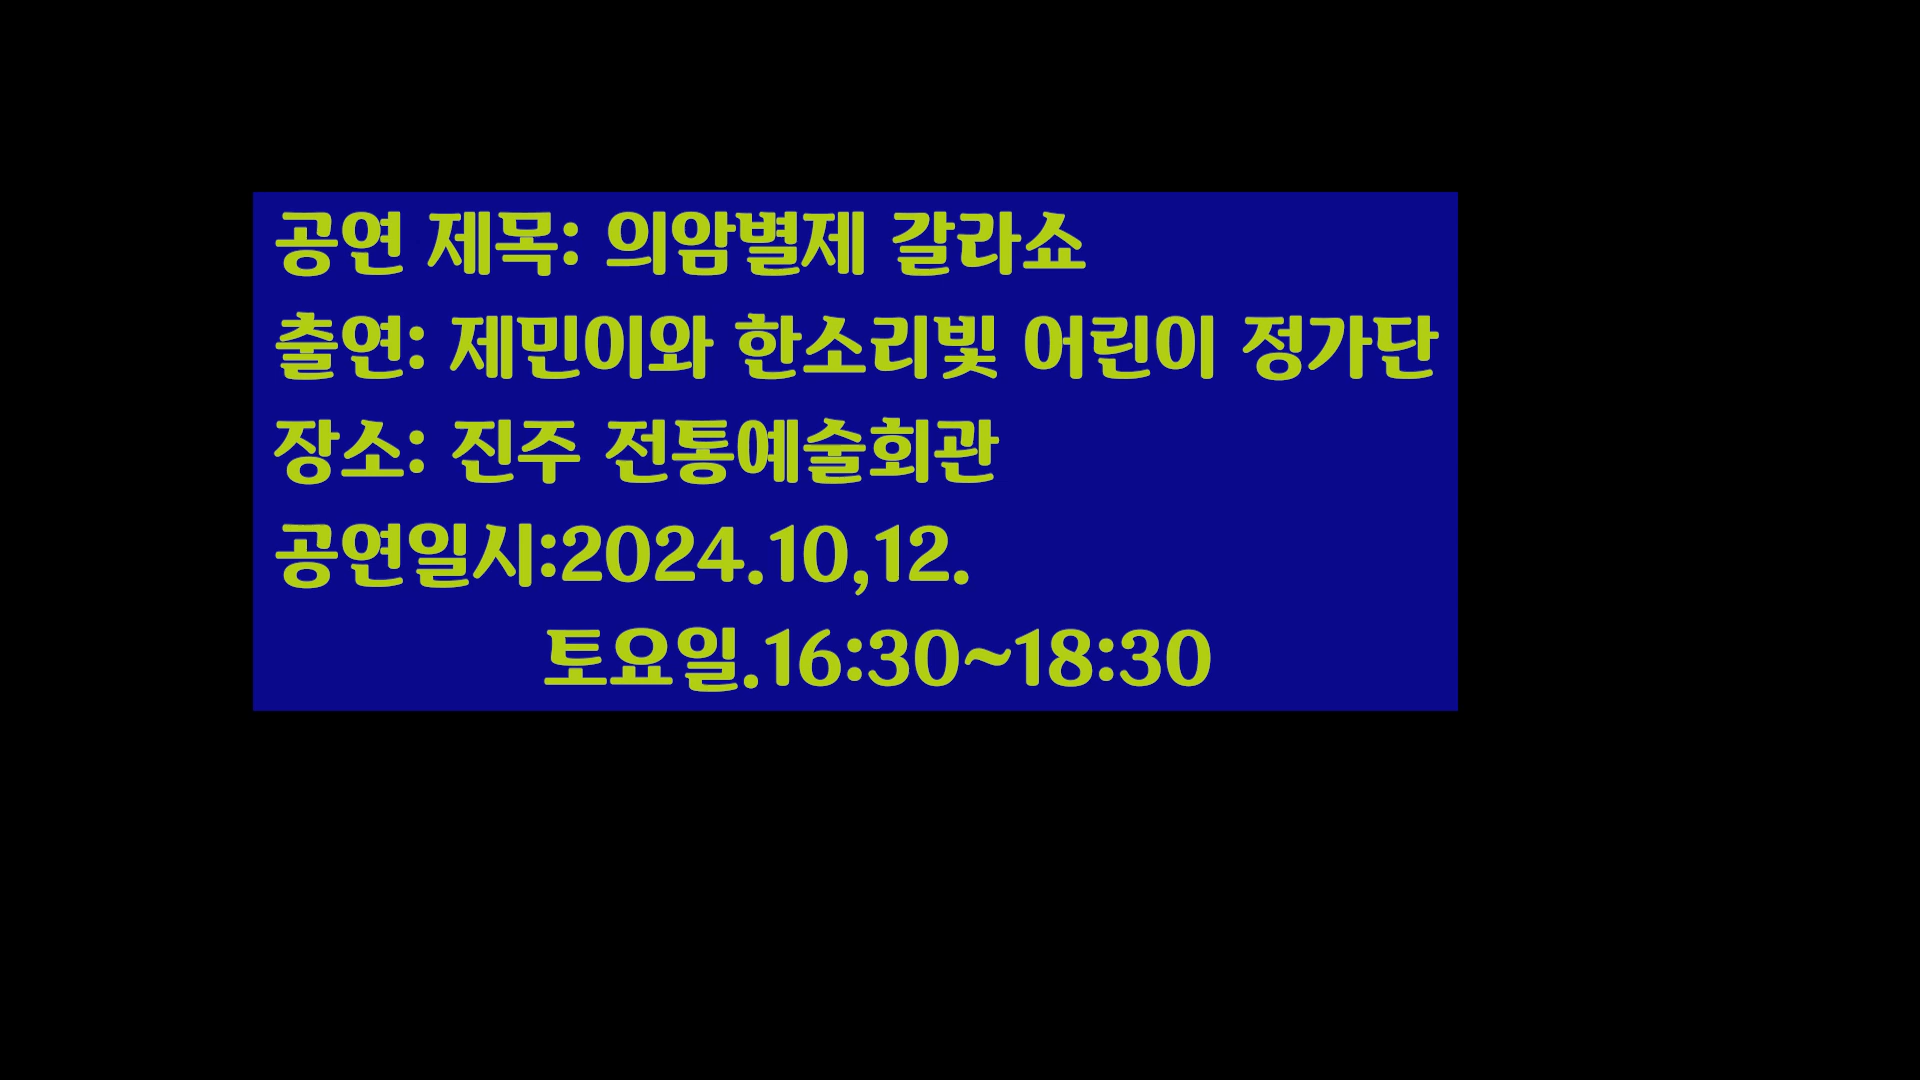 공연 제목: 의암별제 갈라쇼
출연: 제민이와 한소리빛 어린이 정가단
장소: 진주 전통예술회관
공연일시:2024.10,12.
토요일.16:30~18:30